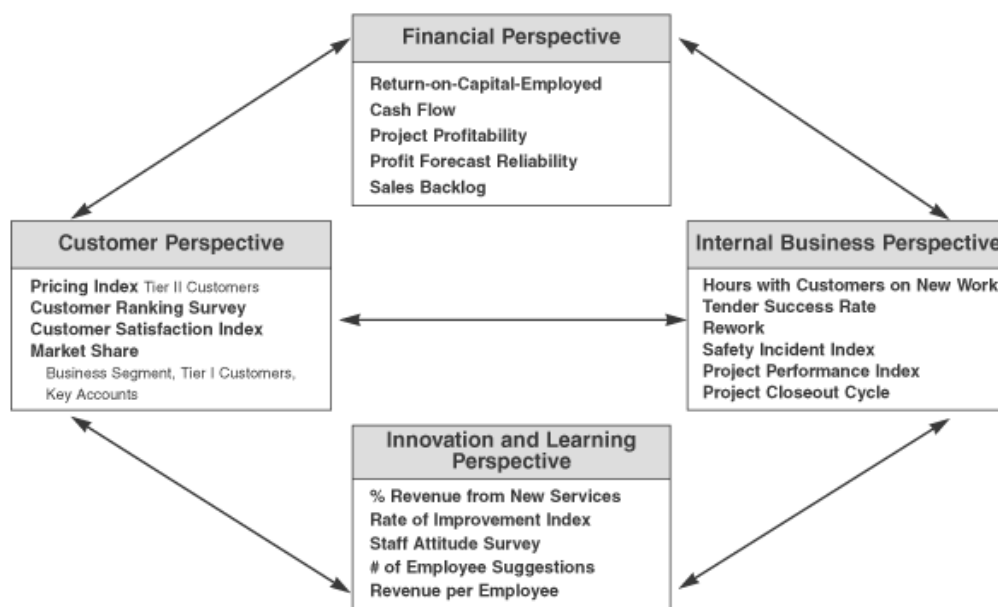 Financial Perspective
Return-on-Capital-Employed
Cash Flow
Project Profitability
Profit Forecast Reliability
Sales Backlog
Customer Perspective
Pricing Index Tier II Customers
Customer Ranking Survey
Customer Satisfaction Index
Market Share
Business Segment, Tier I Customers,
Key Accounts
Internal Business Perspective
Hours with Customers on New Work
Tender Success Rate
Rework
Safety Incident Index
Project Performance Index
Project Closeout Cycle
Innovation and Learning
Perspective
% Revenue from New Services
Rate of Improvement Index
Staff Attitude Survey
# of Employee Suggestions
Revenue per Employee